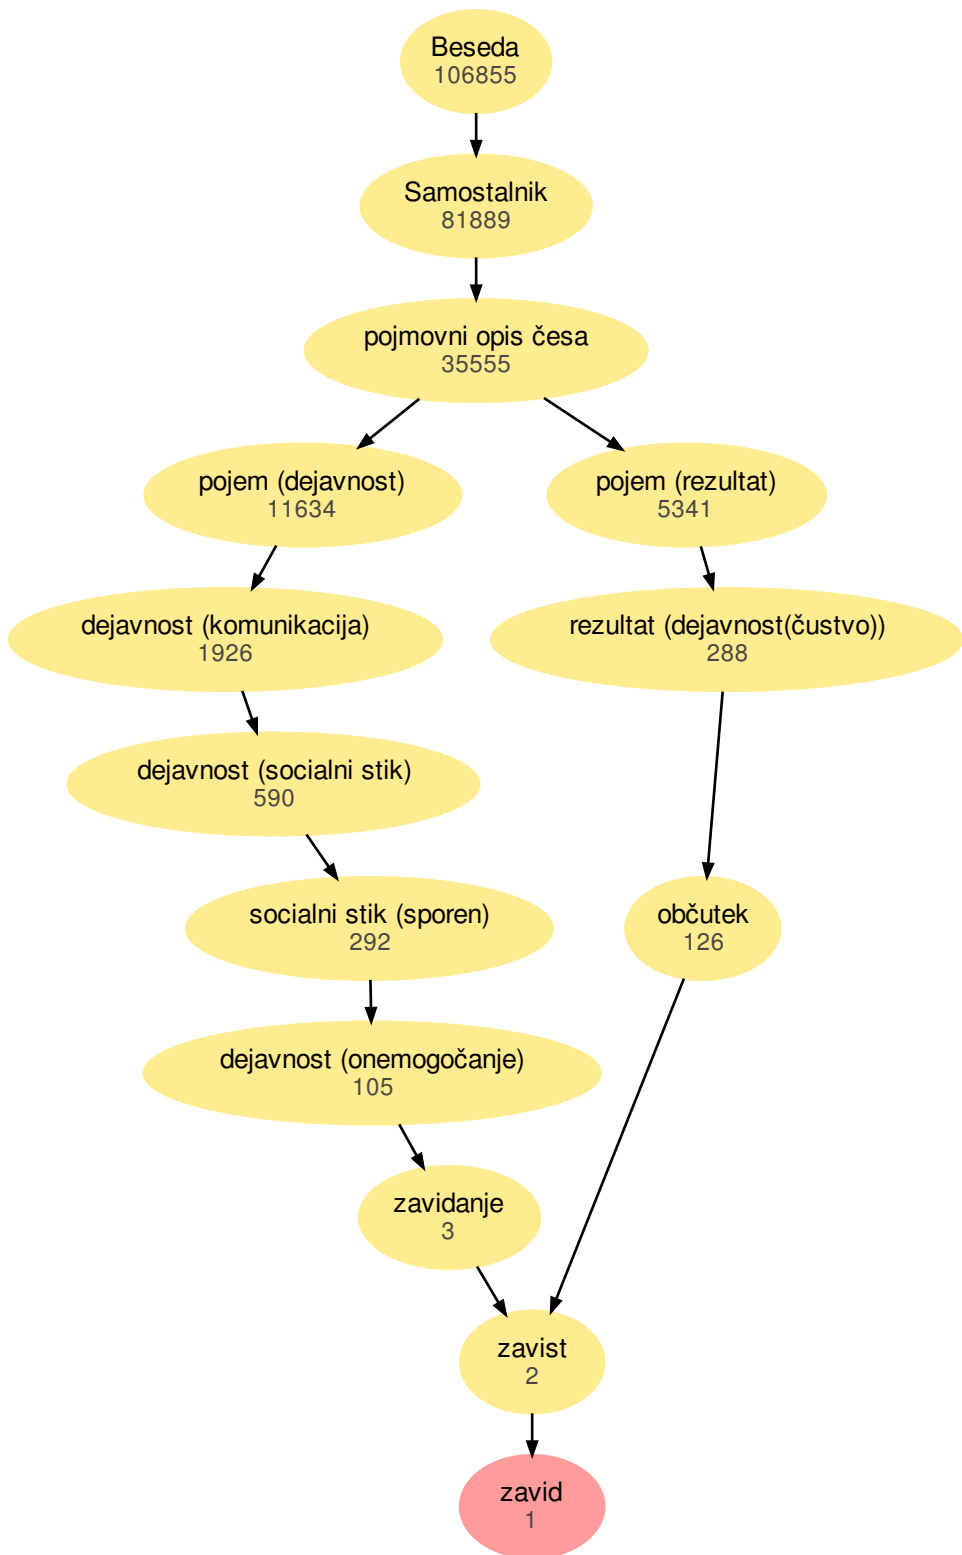 Beseda
106855
Samostalnik
81889
pojmovni opis česa
35555
pojem (dejavnost)
11634
pojem (rezultat)
5341
dejavnost (komunikacija)
1926
rezultat (dejavnost(čustvo))
288
dejavnost (socialni stik)
590
socialni stik (sporen)
292
občutek
126
dejavnost (onemogočanje)
105
zavidanje
3
zavist
2
zavid
1